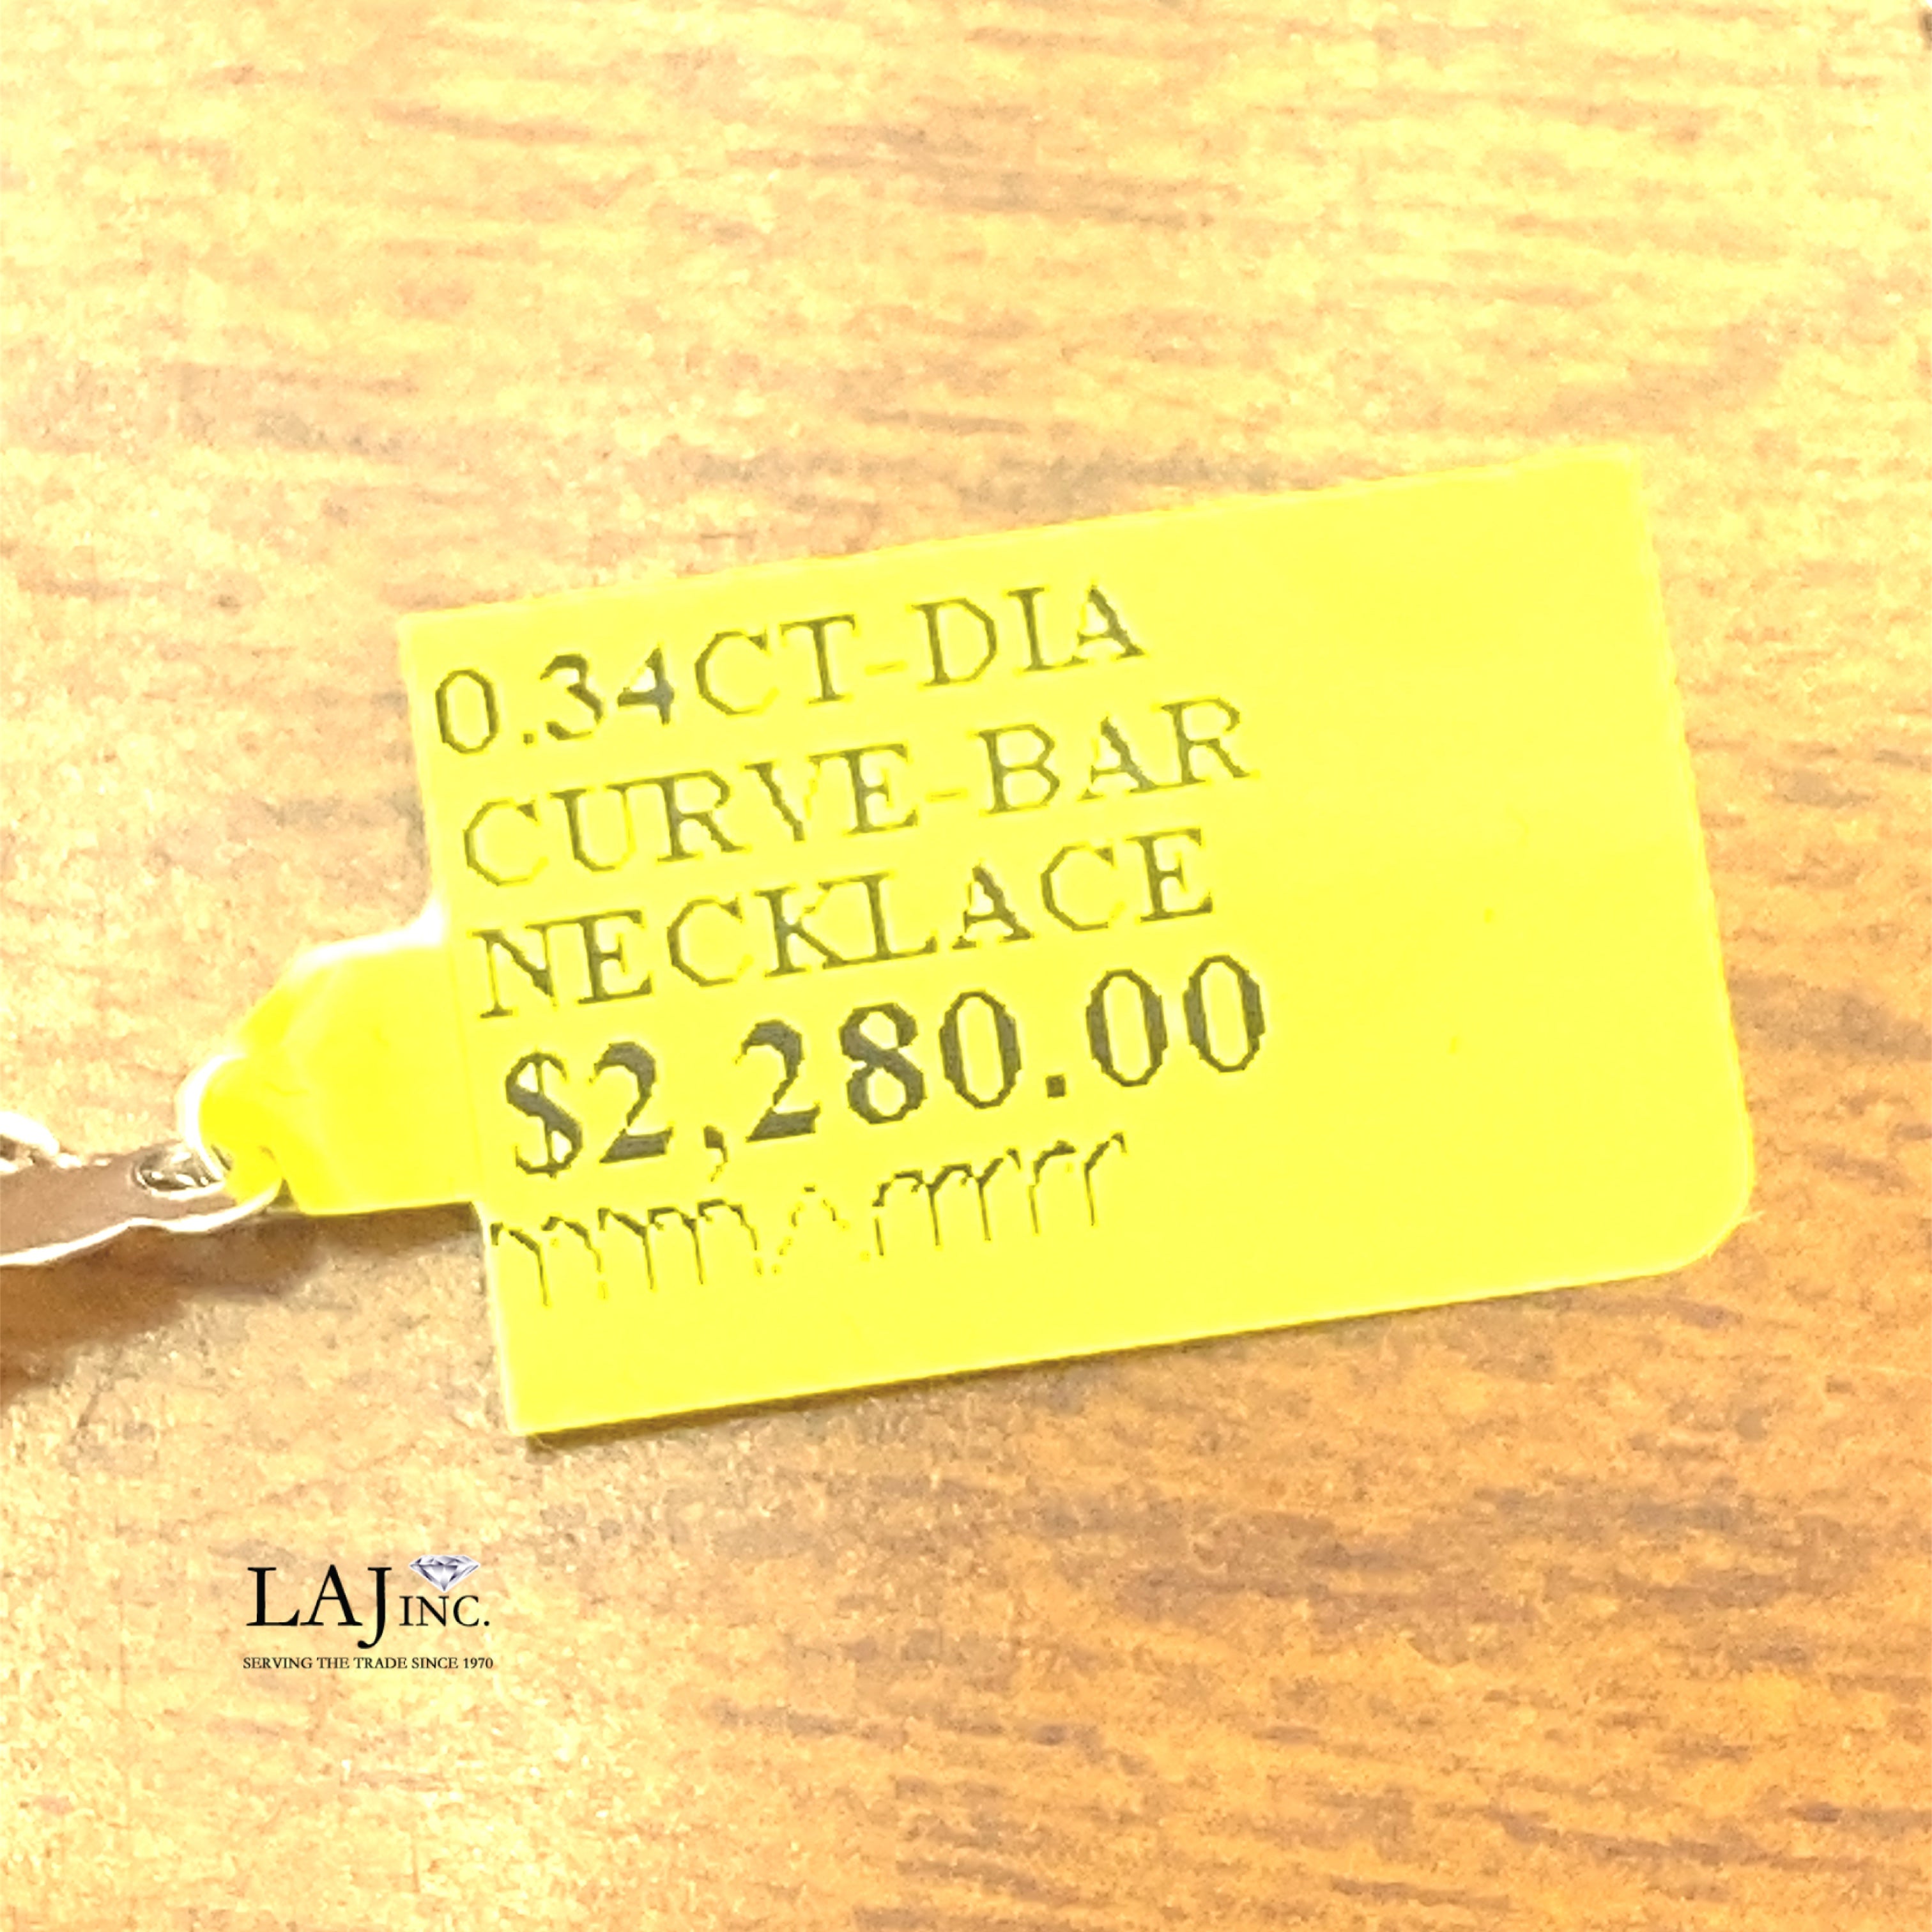 0.34CT-DIA
CURVE-BAR
NECKLACE
$2,280.00
LAJ INC.
SERVING THE TRADE SINCE 1970